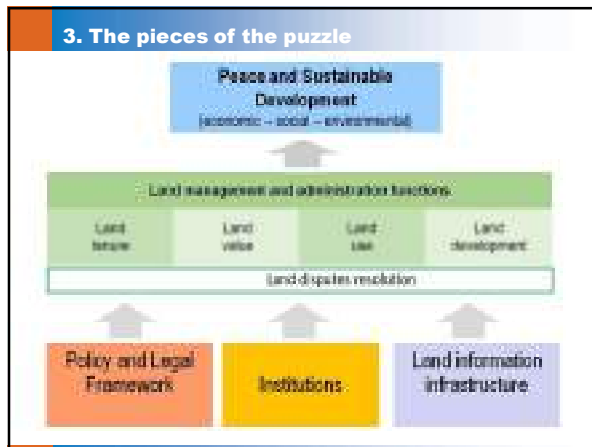 3. The pieces of the puzzle
Peace and Sustainable
Development
(economic – social – environmental)
Land management and administration functions
Land
tenure
Land
value
Land
use
Land
development
Land disputes resolution
Policy and Legal
Framework
Institutions
Land information
infrastructure